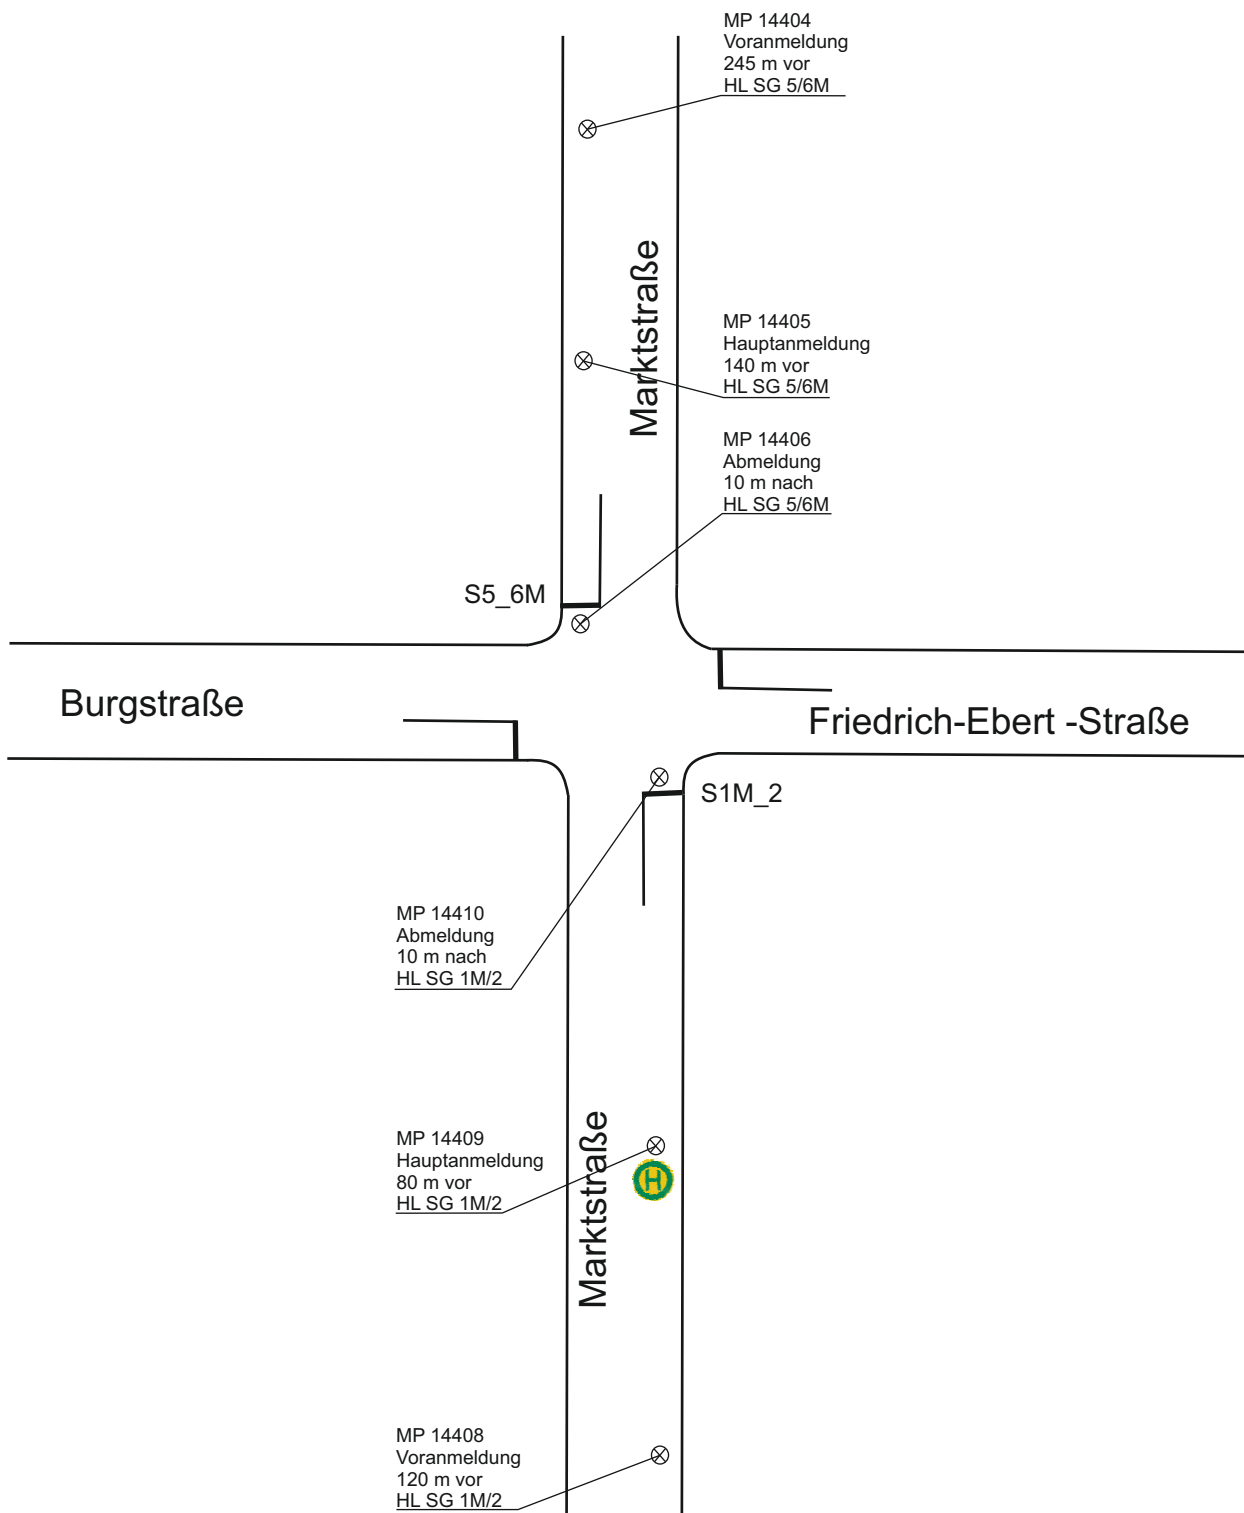 MP 14404
Voranmeldung
245 m vor
HL SG 5/6M
Marktstraße
MP 14405
Hauptanmeldung
140 m vor
HL SG 5/6M
MP 14406
Abmeldung
10 m nach
HL SG 5/6M
S5_6M
Burgstraße
Friedrich-Ebert -Straße
S1M_2
MP 14410
Abmeldung
10 m nach
HL SG 1M/2
MP 14409
Hauptanmeldung
80 m vor
HL SG 1M/2
H
Marktstraße
MP 14408
Voranmeldung
120 m vor
HL SG 1M/2